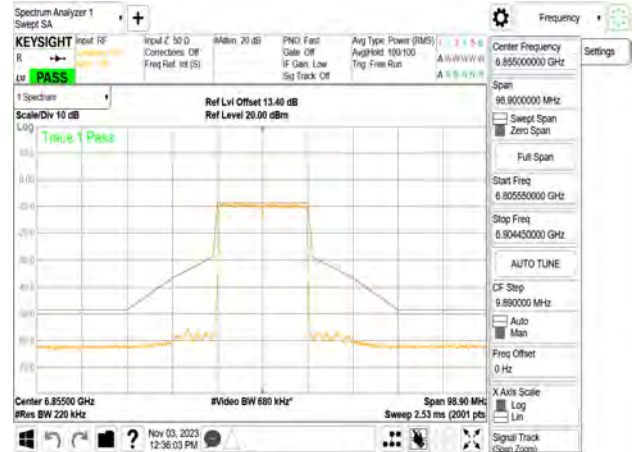 Spectrum Analyzer 1
Swept SA
+
Frequency
KEYSIGHT
Input: RF
Input Z: 50 Ω
Corrections: Off
Freq Ref: Int (S)
#Atten: 20 dB
PNO: Fast
Gate: Off
IF Gain: Low
Sig Track: Off
Avg Type: Power (RMS)
Avg|Hold: 100/100
Trig: Free Run
PASS
Center Frequency
6.855000000 GHz
Settings
Span
98.9000000 MHz
Swept Span
Zero Span
Full Span
Start Freq
6.805550000 GHz
Stop Freq
6.904450000 GHz
AUTO TUNE
CF Step
9.890000 MHz
Auto
Man
Freq Offset
0 Hz
X Axis Scale
Log
Lin
Signal Track
(Span Zoom)
1 Spectrum
Scale/Div 10 dB
Ref Lvl Offset 13.40 dB
Ref Level 20.00 dBm
Log
Trace 1 Pass
Center 6.85500 GHz
#Video BW 680 kHz*
Span 98.90 MHz
#Res BW 220 kHz
Sweep 2.53 ms (2001 pts
?
Nov 03, 2023
12:36:03 PM